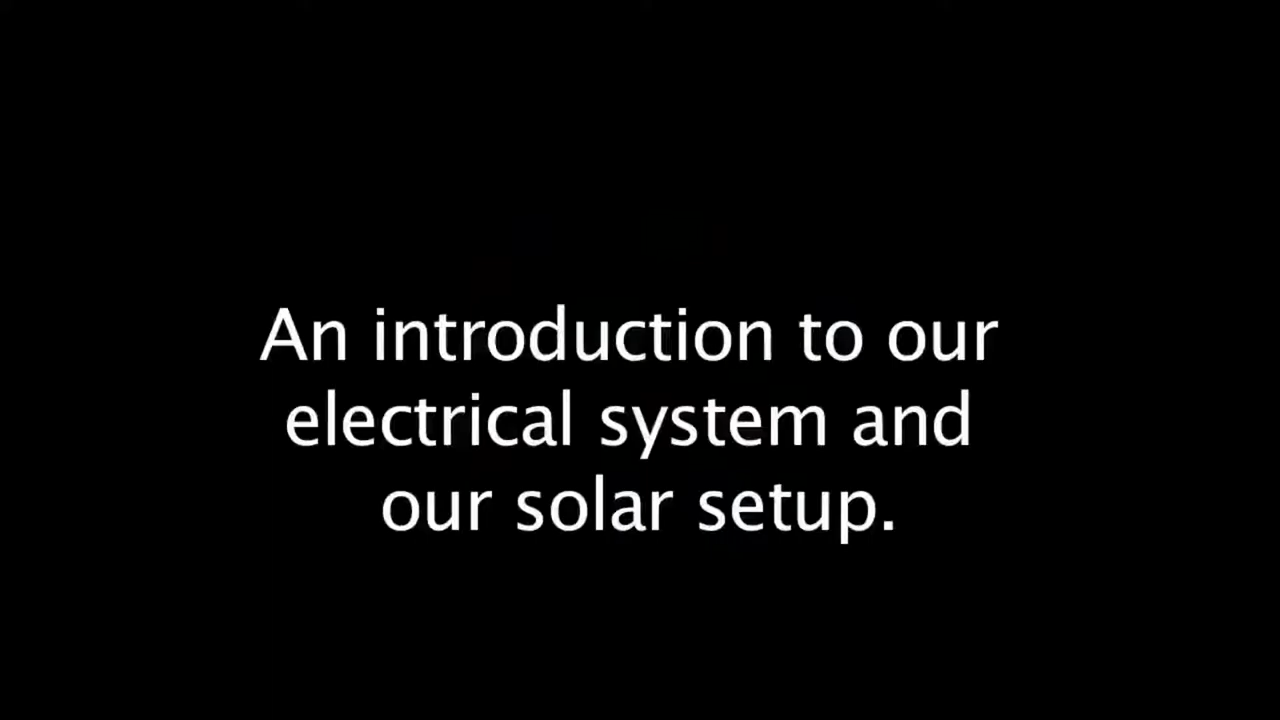 An introduction to our
electrical system and
our solar setup.